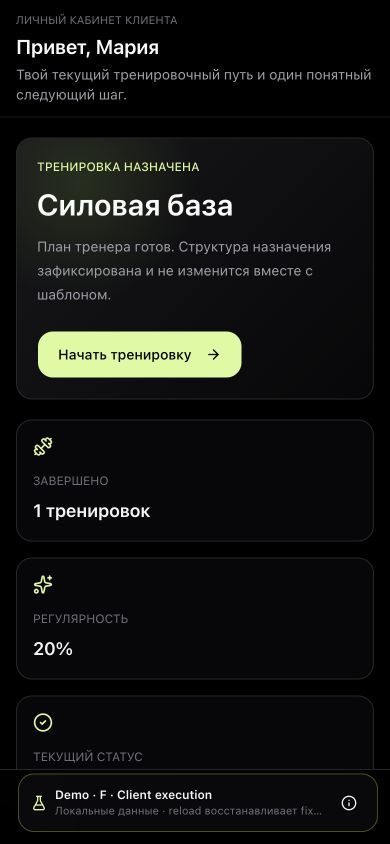 ЛИЧНЫЙ КАБИНЕТ КЛИЕНТА
Привет, Мария
Твой текущий тренировочный путь и один понятный
следующий шаг.
ТРЕНИРОВКА НАЗНАЧЕНА
Силовая база
План тренера готов. Структура назначения
зафиксирована и не изменится вместе с
шаблоном.
Начать тренировку
ЗАВЕРШЕНО
1 тренировок
РЕГУЛЯРНОСТЬ
20%
ТЕКУЩИЙ СТАТУС
Demo · F · Client execution
Локальные данные · reload восстанавливает fix...